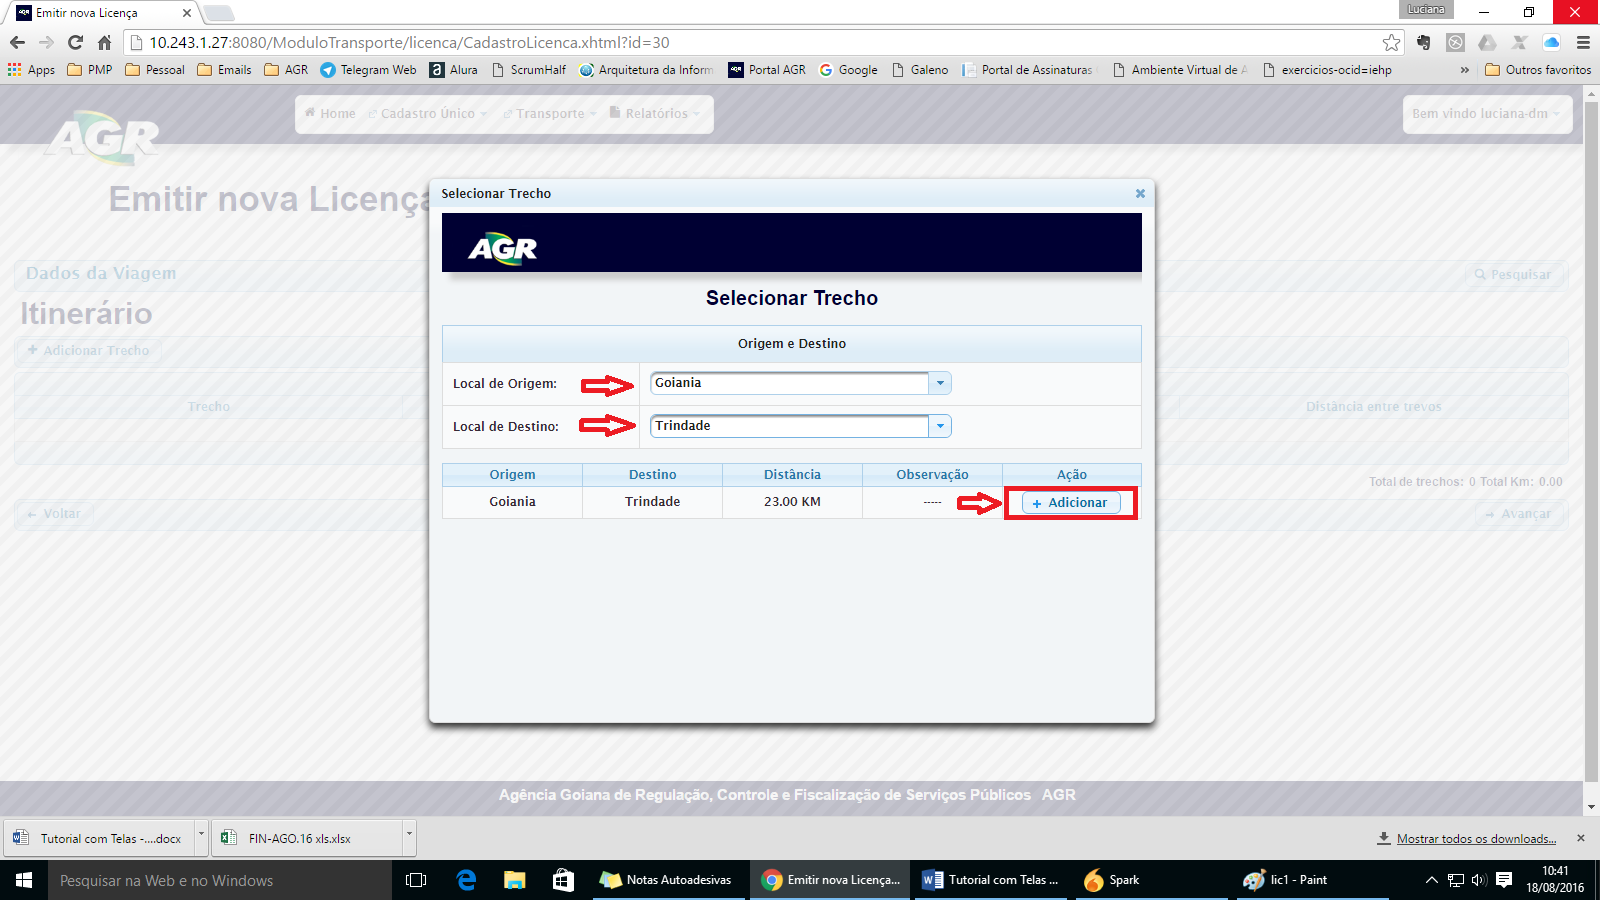 Emitir nova Licença
Luciana
10.243.1.27:8080/ModuloTransporte/licenca/CadastroLicenca.xhtml?id=30
Apps PMP Pessoal Emails AGR Telegram Web Alura ScrumHalf Arquitetura da Inform Portal AGR Google Galeno Portal de Assinaturas Ambiente Virtual de A exercicios-ocid=iehp » Outros favoritos
AGR
Home Cadastro Único Transporte Relatórios
Bem vindo luciana-dm
Emitir nova Licença
Dados da Viagem
Pesquisar
Itinerário
Adicionar Trecho
Trecho
Distância entre trevos
Total de trechos: 0 Total Km: 0.00
Voltar
Avançar
Selecionar Trecho
AGR
Selecionar Trecho
Origem e Destino
Local de Origem: Goiania
Local de Destino: Trindade
Origem Destino Distância Observação Ação
Goiania Trindade 23.00 KM ----- + Adicionar
Agência Goiana de Regulação, Controle e Fiscalização de Serviços Públicos AGR
Tutorial com Telas -....docx
FIN-AGO.16 xls.xlsx
Mostrar todos os downloads...
Pesquisar na Web e no Windows
Notas Autoadesivas
Emitir nova Licença...
Tutorial com Telas ...
Spark
lic1 - Paint
10:41
18/08/2016